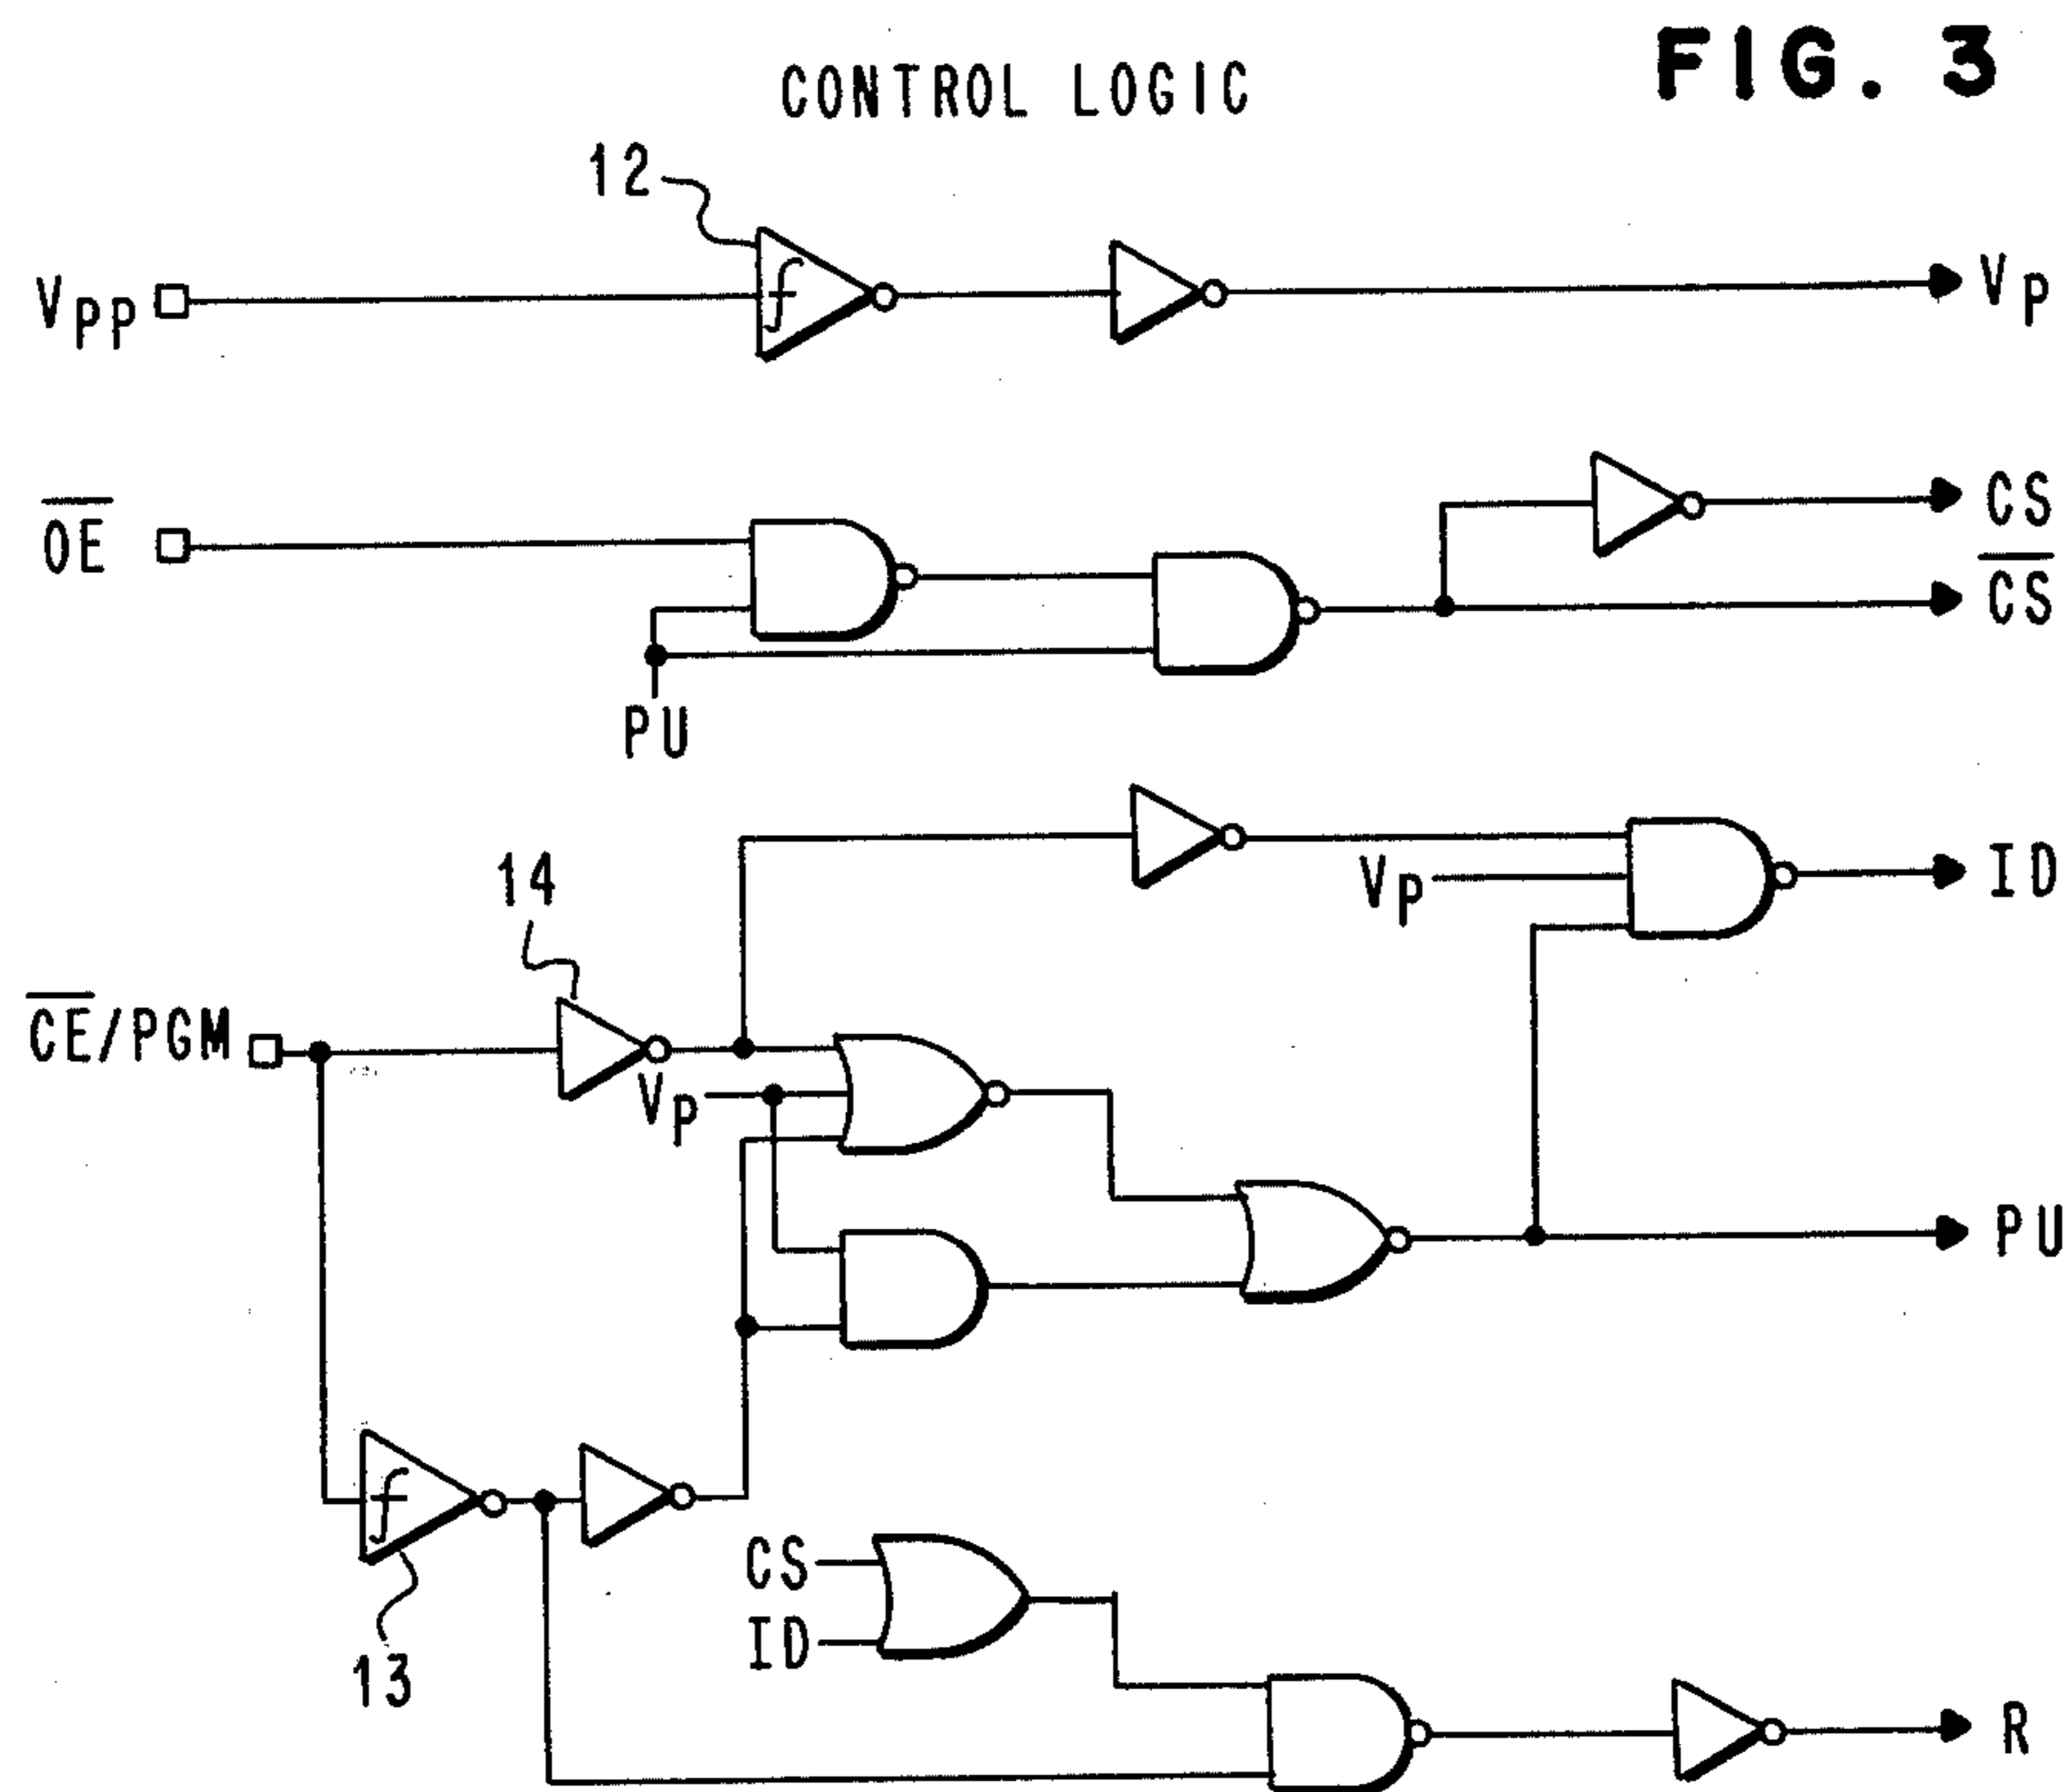 FIG. 3
CONTROL LOGIC
12
VPP
VP
OE
CS
CS
PU
14
VP
ID
CE/PGM
VP
PU
CS
ID
13
R